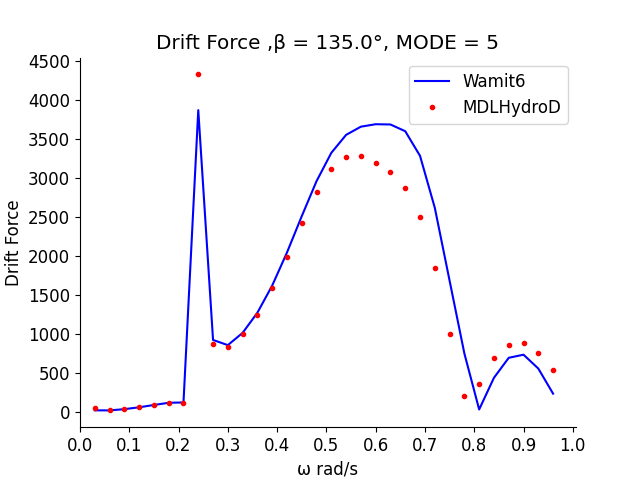 Drift Force ,β = 135.0°, MODE = 5
Wamit6
MDLHydroD
Drift Force
4500
4000
3500
3000
2500
2000
1500
1000
500
0
0.0 0.1 0.2 0.3 0.4 0.5 0.6 0.7 0.8 0.9 1.0
ω rad/s